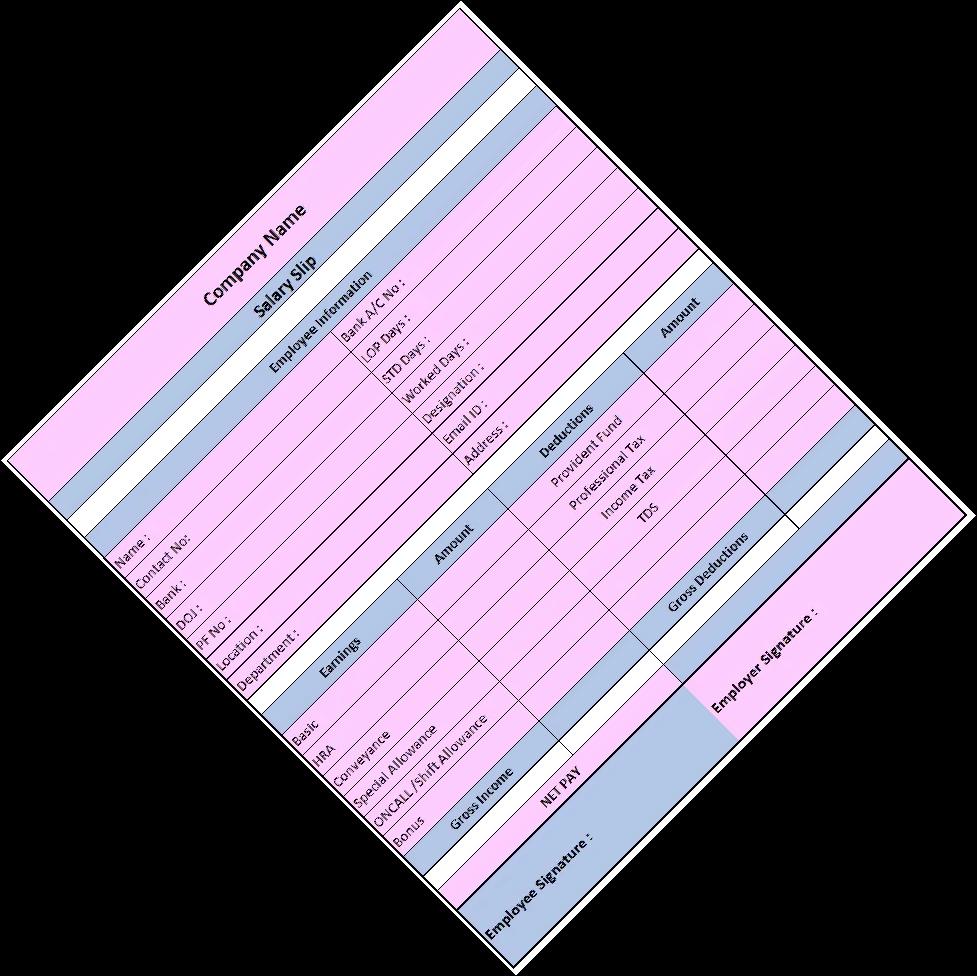 Company Name
Salary Slip
Employee Information
Name : Bank A/C No :
Contact No: LOP Days :
Bank : STD Days :
DOJ : Worked Days :
PF No : Designation :
Location : Email ID :
Department : Address :
Earnings Amount Deductions Amount
Basic Provident Fund
HRA Professional Tax
Conveyance Income Tax
Special Allowance TDS
ONCALL /Shift Allowance
Bonus
Gross Income Gross Deductions
NET PAY
Employee Signature : Employer Signature :